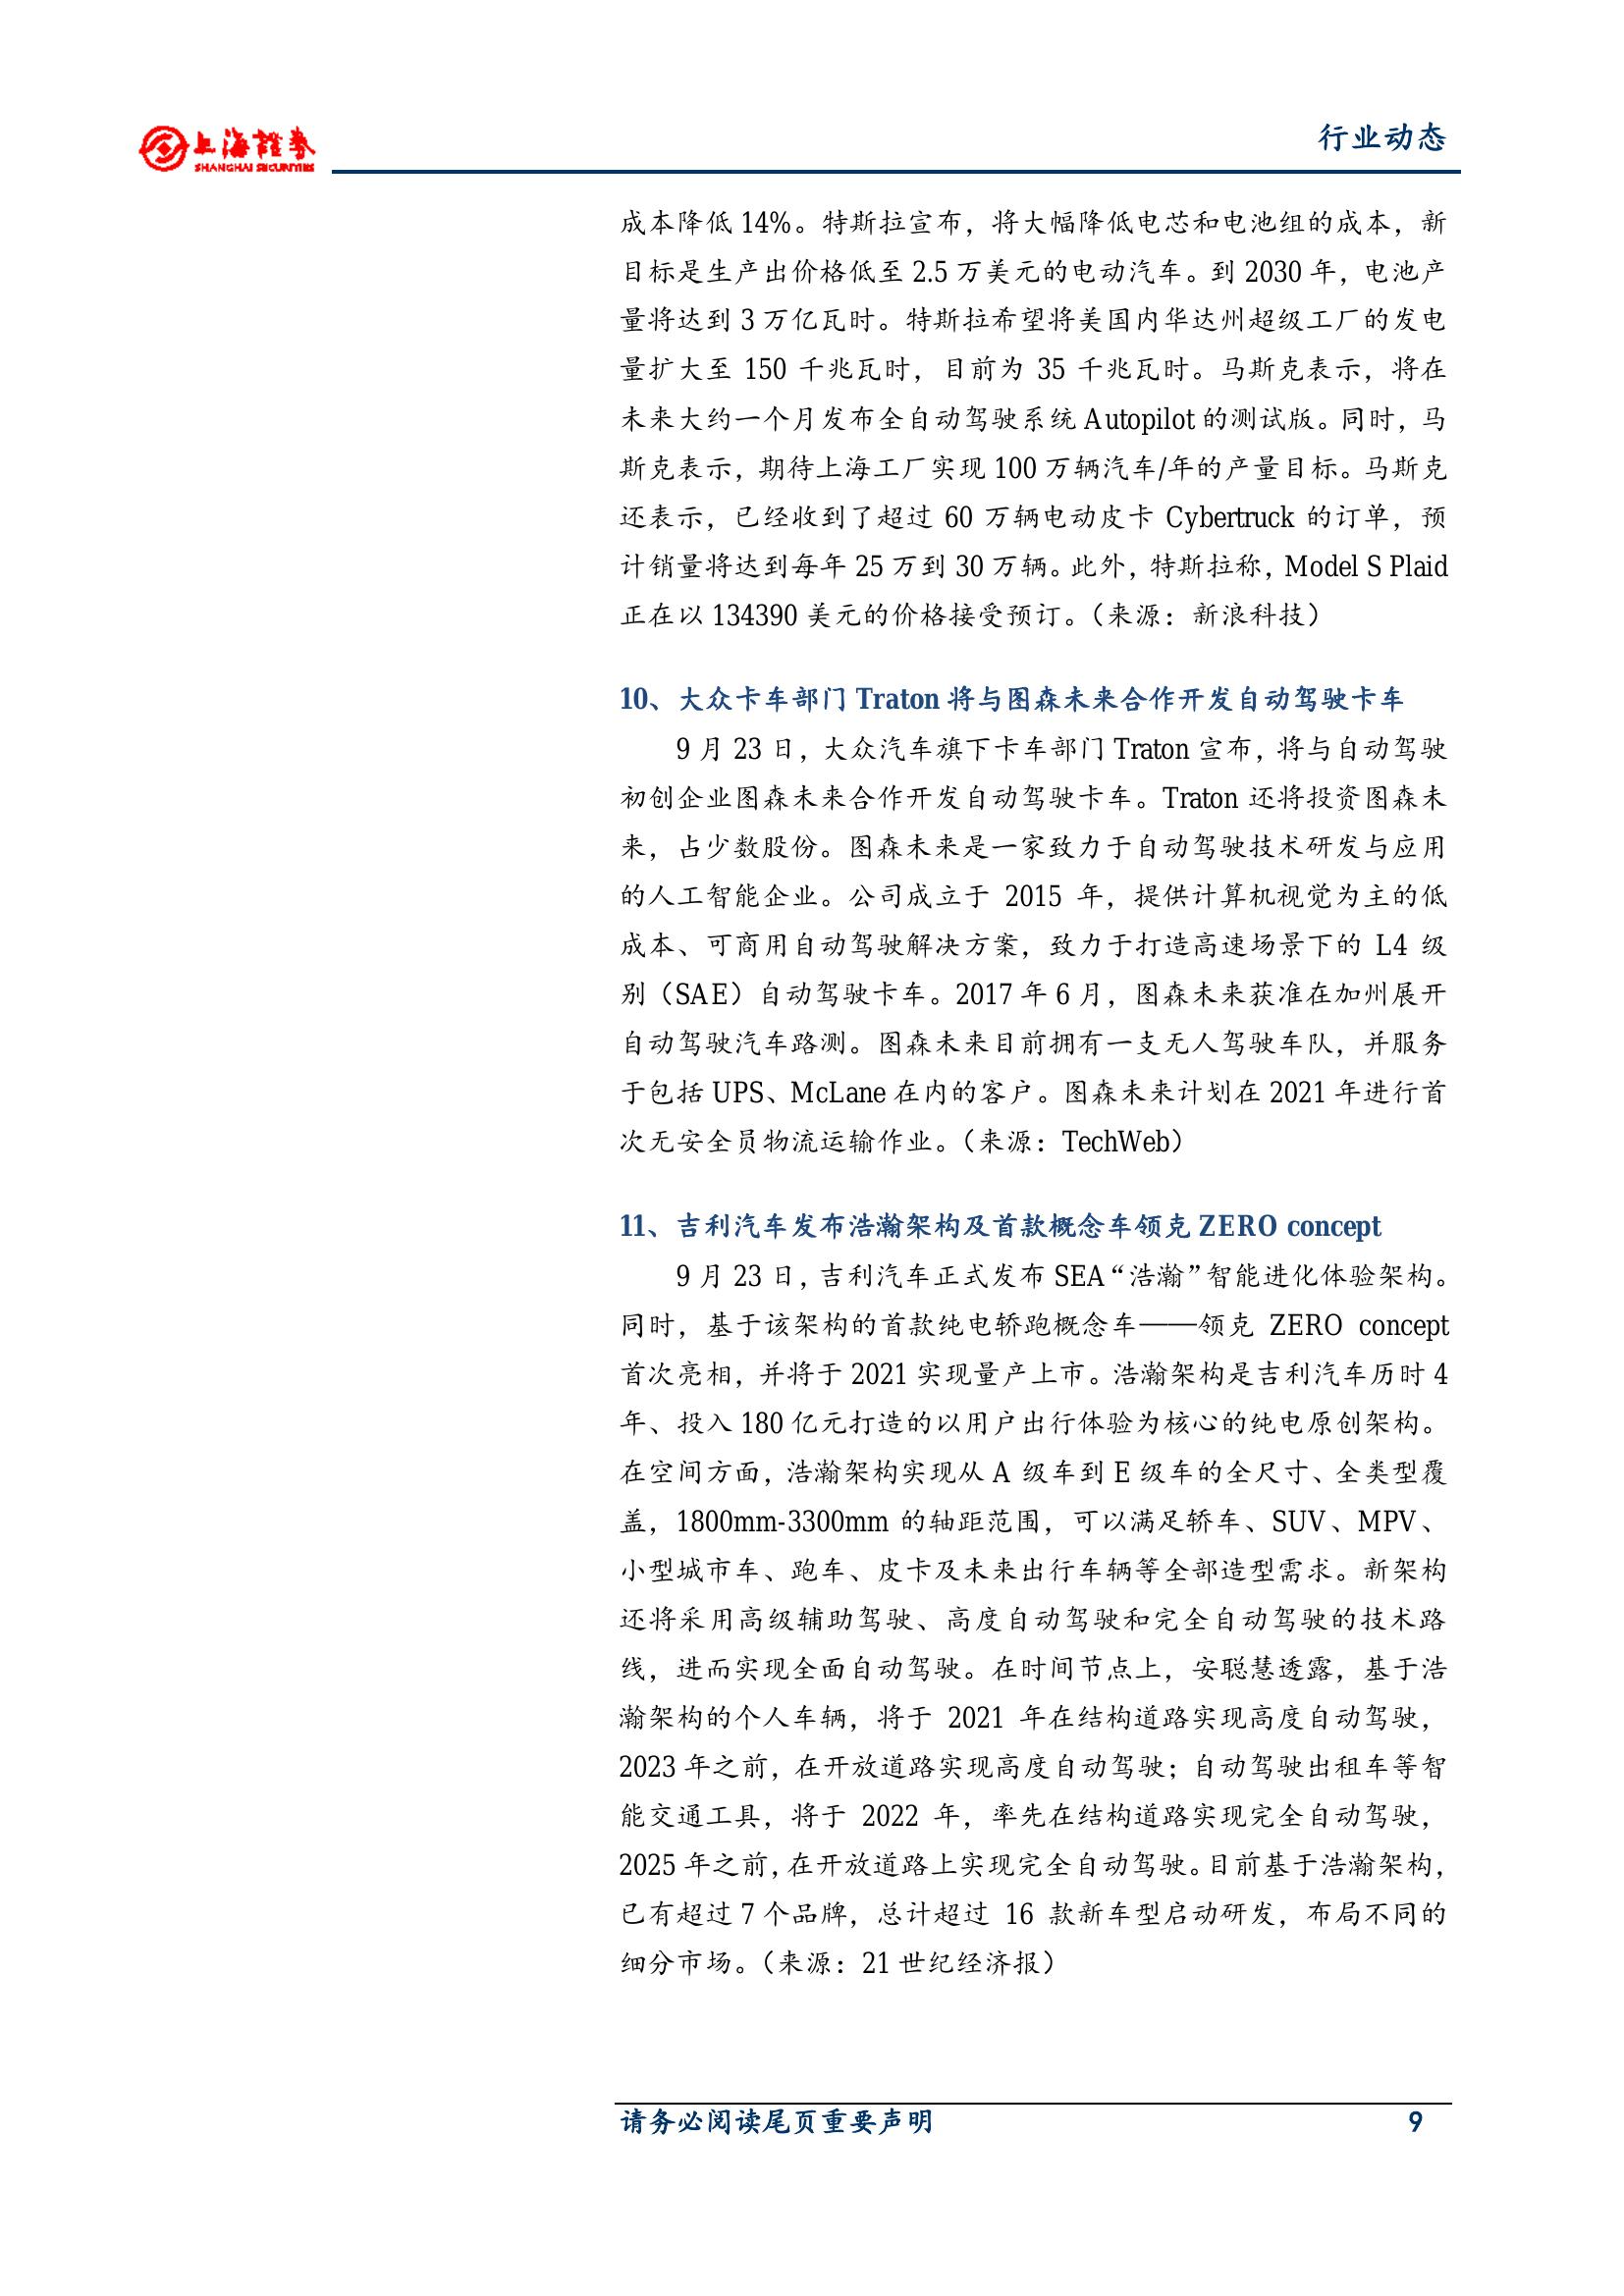 上海證券
SHANGHAI SECURITIES
行业动态
成本降低 14%。特斯拉宣布，将大幅降低电芯和电池组的成本，新
目标是生产出价格低至 2.5 万美元的电动汽车。到 2030 年，电池产
量将达到 3 万亿瓦时。特斯拉希望将美国内华达州超级工厂的发电
量扩大至 150 千兆瓦时，目前为 35 千兆瓦时。马斯克表示，将在
未来大约一个月发布全自动驾驶系统 Autopilot 的测试版。同时，马
斯克表示，期待上海工厂实现 100 万辆汽车/年的产量目标。马斯克
还表示，已经收到了超过 60 万辆电动皮卡 Cybertruck 的订单，预
计销量将达到每年 25 万到 30 万辆。此外，特斯拉称，Model S Plaid
正在以 134390 美元的价格接受预订。（来源：新浪科技）
10、大众卡车部门 Traton 将与图森未来合作开发自动驾驶卡车
9 月 23 日，大众汽车旗下卡车部门 Traton 宣布，将与自动驾驶
初创企业图森未来合作开发自动驾驶卡车。Traton 还将投资图森未
来，占少数股份。图森未来是一家致力于自动驾驶技术研发与应用
的人工智能企业。公司成立于 2015 年，提供计算机视觉为主的低
成本、可商用自动驾驶解决方案，致力于打造高速场景下的 L4 级
别（SAE）自动驾驶卡车。2017 年 6 月，图森未来获准在加州展开
自动驾驶汽车路测。图森未来目前拥有一支无人驾驶车队，并服务
于包括 UPS、McLane 在内的客户。图森未来计划在 2021 年进行首
次无安全员物流运输作业。（来源：TechWeb）
11、吉利汽车发布浩瀚架构及首款概念车领克 ZERO concept
9 月 23 日，吉利汽车正式发布 SEA“浩瀚”智能进化体验架构。
同时，基于该架构的首款纯电轿跑概念车——领克 ZERO concept
首次亮相，并将于 2021 实现量产上市。浩瀚架构是吉利汽车历时 4
年、投入 180 亿元打造的以用户出行体验为核心的纯电原创架构。
在空间方面，浩瀚架构实现从 A 级车到 E 级车的全尺寸、全类型覆
盖，1800mm-3300mm 的轴距范围，可以满足轿车、SUV、MPV、
小型城市车、跑车、皮卡及未来出行车辆等全部造型需求。新架构
还将采用高级辅助驾驶、高度自动驾驶和完全自动驾驶的技术路
线，进而实现全面自动驾驶。在时间节点上，安聪慧透露，基于浩
瀚架构的个人车辆，将于 2021 年在结构道路实现高度自动驾驶，
2023 年之前，在开放道路实现高度自动驾驶；自动驾驶出租车等智
能交通工具，将于 2022 年，率先在结构道路实现完全自动驾驶，
2025 年之前，在开放道路上实现完全自动驾驶。目前基于浩瀚架构，
已有超过 7 个品牌，总计超过 16 款新车型启动研发，布局不同的
细分市场。（来源：21 世纪经济报）
请务必阅读尾页重要声明
9